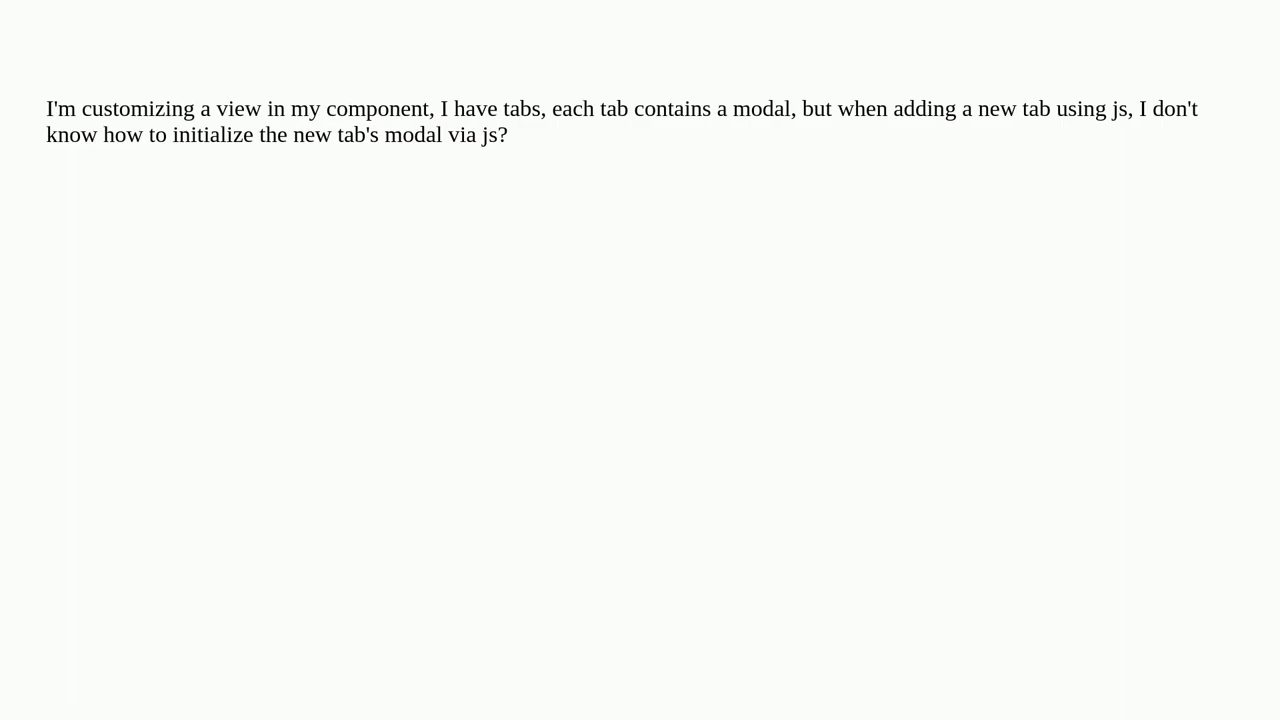 I'm customizing a view in my component, I have tabs, each tab contains a modal, but when adding a new tab using js, I don't
know how to initialize the new tab's modal via js?